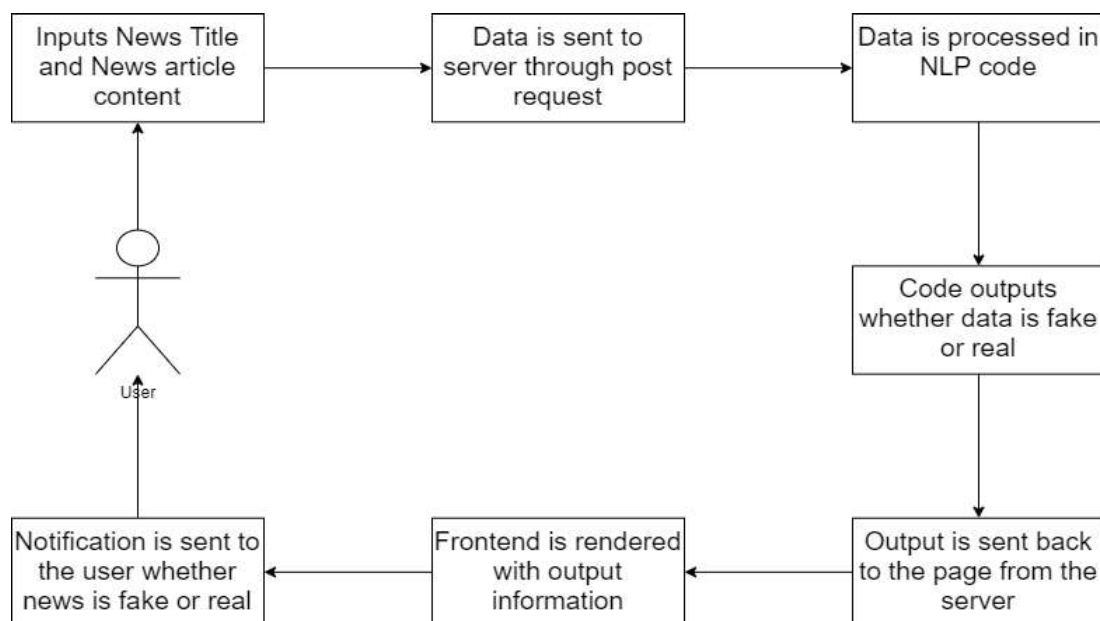 Inputs News Title
and News article
content
Data is sent to
server through post
request
Data is processed in
NLP code
Code outputs
whether data is fake
or real
Output is sent back
to the page from the
server
Frontend is rendered
with output
information
Notification is sent to
the user whether
news is fake or real
User